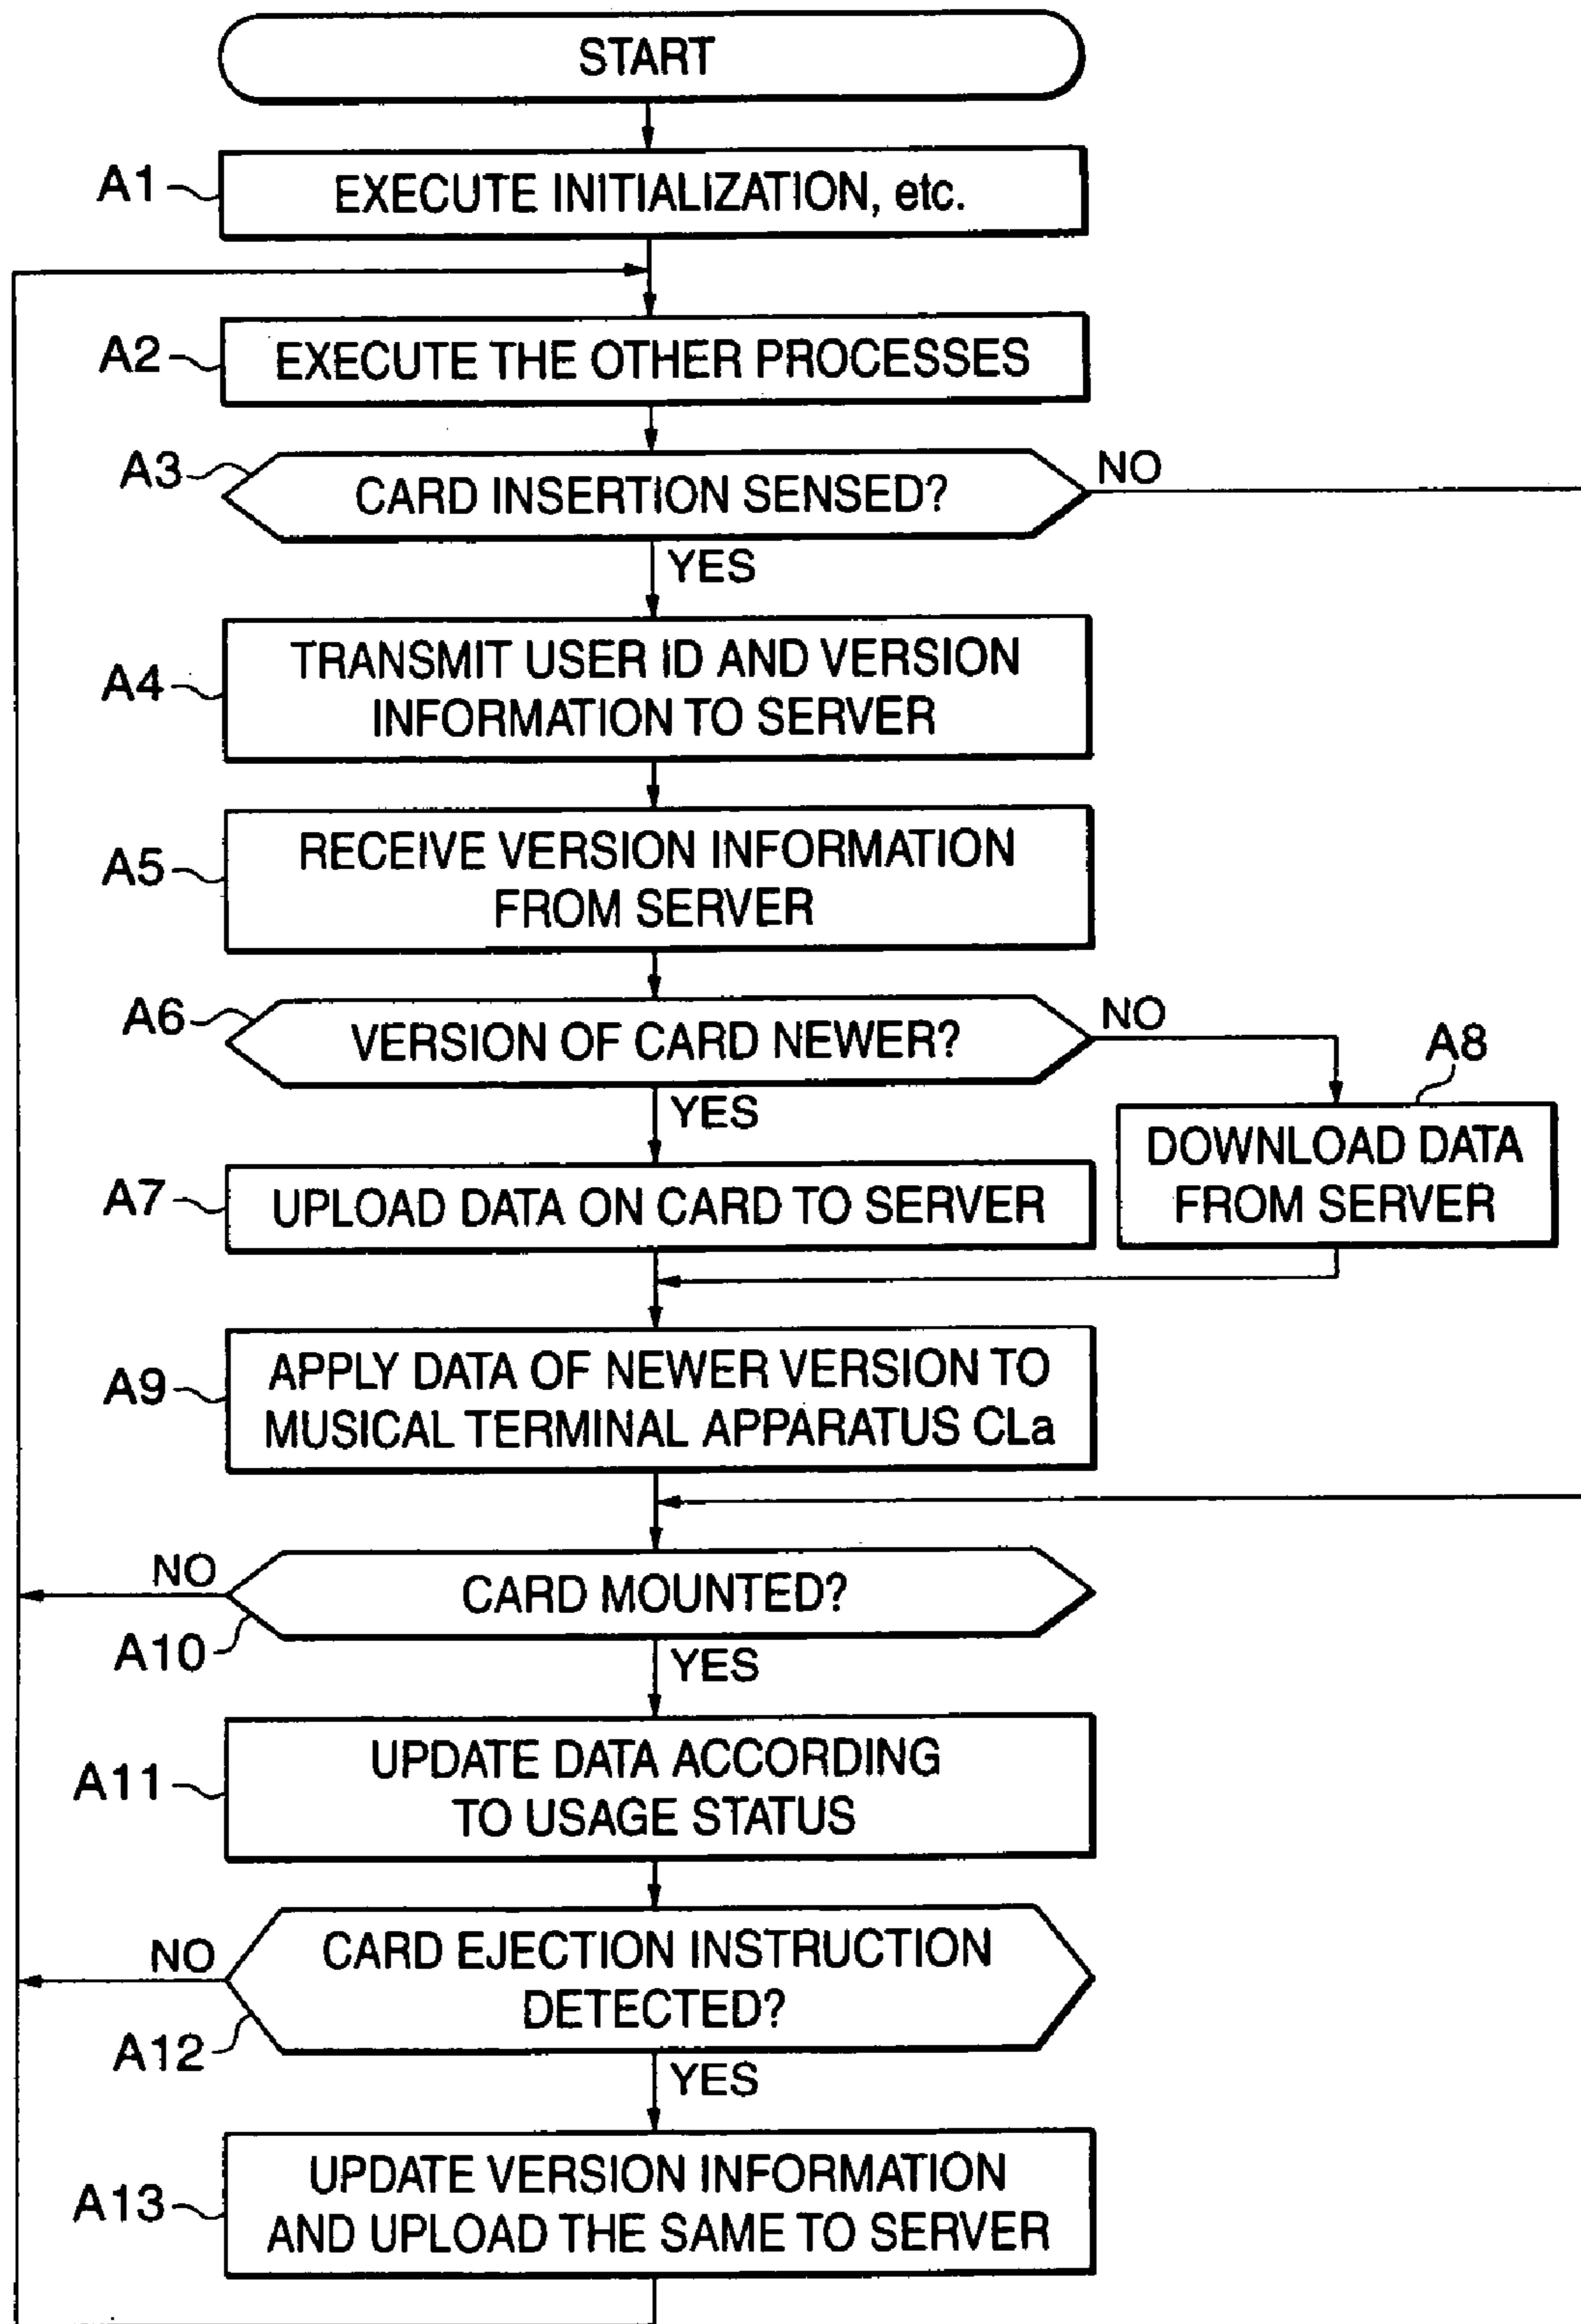 START
A1
EXECUTE INITIALIZATION, etc.
A2
EXECUTE THE OTHER PROCESSES
A3
CARD INSERTION SENSED?
NO
YES
A4
TRANSMIT USER ID AND VERSION
INFORMATION TO SERVER
A5
RECEIVE VERSION INFORMATION
FROM SERVER
A6
VERSION OF CARD NEWER?
NO
YES
A8
DOWNLOAD DATA
FROM SERVER
A7
UPLOAD DATA ON CARD TO SERVER
A9
APPLY DATA OF NEWER VERSION TO
MUSICAL TERMINAL APPARATUS CLa
A10
CARD MOUNTED?
NO
YES
A11
UPDATE DATA ACCORDING
TO USAGE STATUS
A12
CARD EJECTION INSTRUCTION
DETECTED?
NO
YES
A13
UPDATE VERSION INFORMATION
AND UPLOAD THE SAME TO SERVER